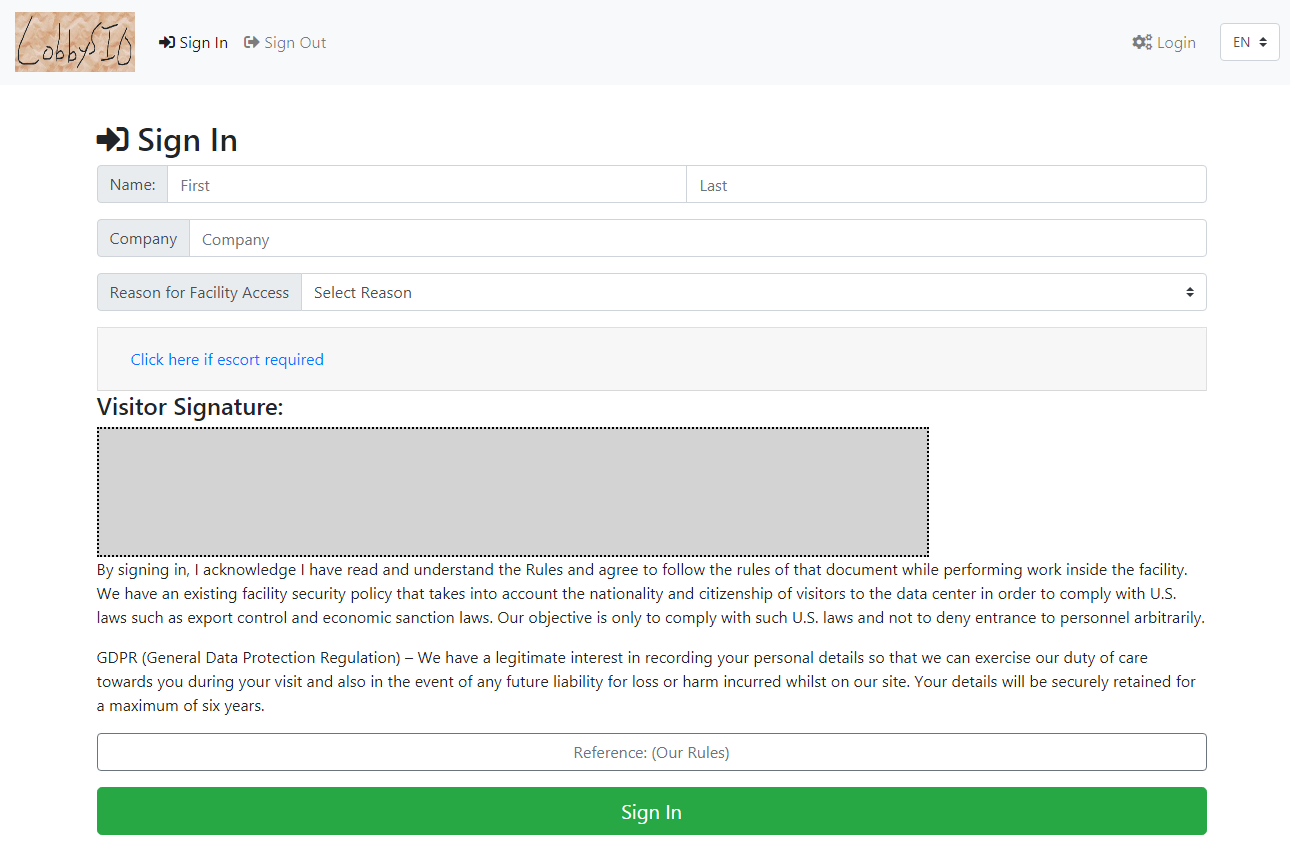 LobbySIO
Sign In
Sign Out
Login
EN
Sign In
Name:
First
Last
Company
Company
Reason for Facility Access
Select Reason
Click here if escort required
Visitor Signature:
By signing in, I acknowledge I have read and understand the Rules and agree to follow the rules of that document while performing work inside the facility.
We have an existing facility security policy that takes into account the nationality and citizenship of visitors to the data center in order to comply with U.S.
laws such as export control and economic sanction laws. Our objective is only to comply with such U.S. laws and not to deny entrance to personnel arbitrarily.
GDPR (General Data Protection Regulation) – We have a legitimate interest in recording your personal details so that we can exercise our duty of care
towards you during your visit and also in the event of any future liability for loss or harm incurred whilst on our site. Your details will be securely retained for
a maximum of six years.
Reference: (Our Rules)
Sign In